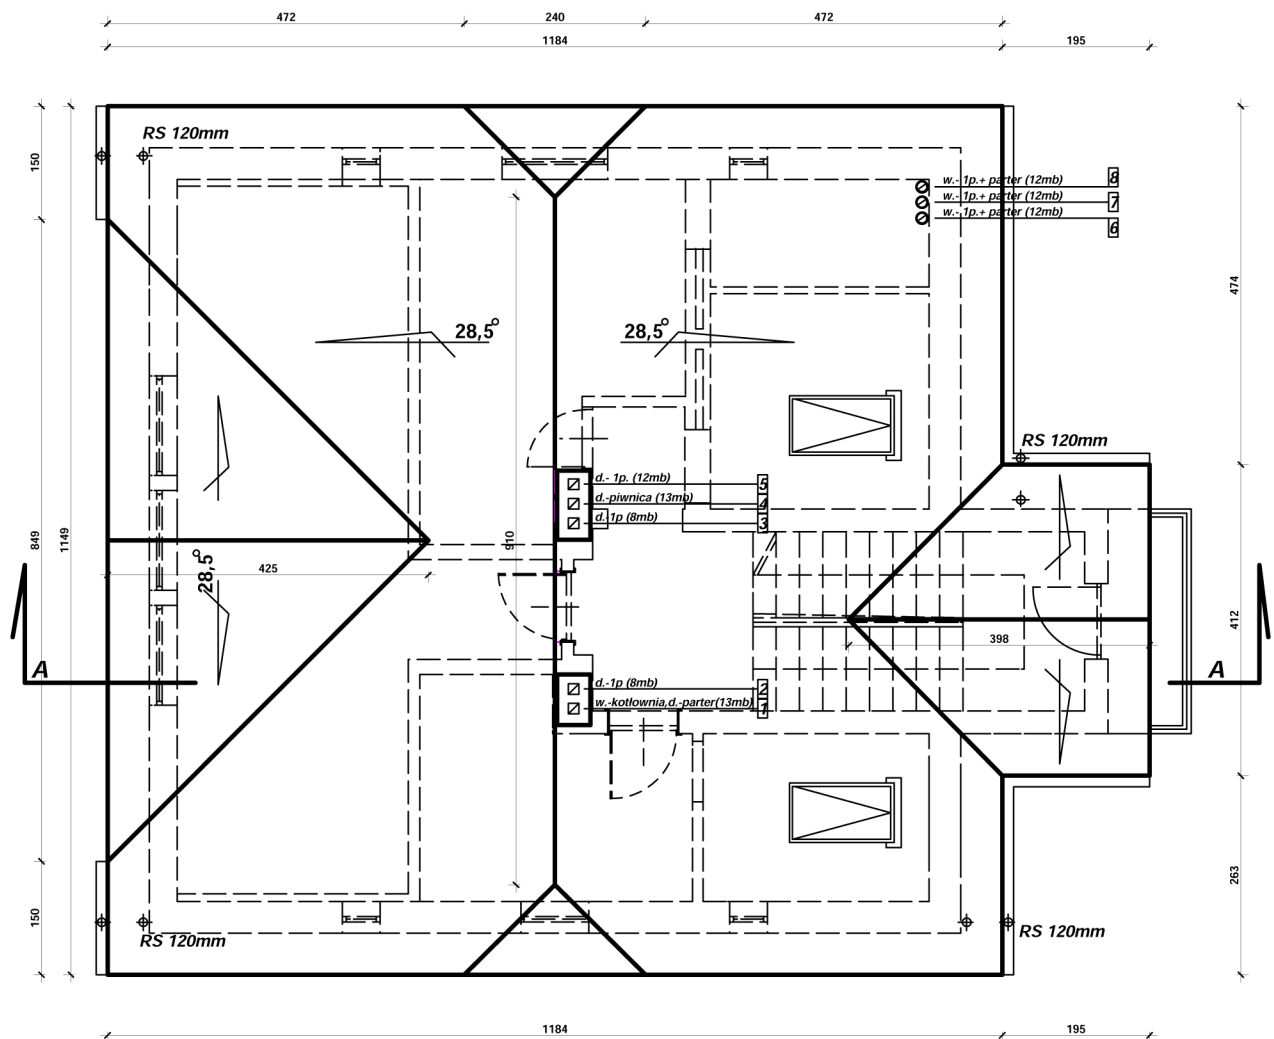 472
240
472
1184
195
RS 120mm
150
w.- 1p.+ parter (12mb)
8
w.- 1p.+ parter (12mb)
7
w.- 1p.+ parter (12mb)
6
474
28,5°
28,5°
RS 120mm
d.- 1p. (12mb)
5
d.-piwnica (13mb)
4
d.-1p (8mb)
3
849
1149
910
425
28,5°
412
398
A
A
d.-1p (8mb)
2
w.-kotłownia,d.-parter(13mb)
1
263
150
RS 120mm
RS 120mm
1184
195